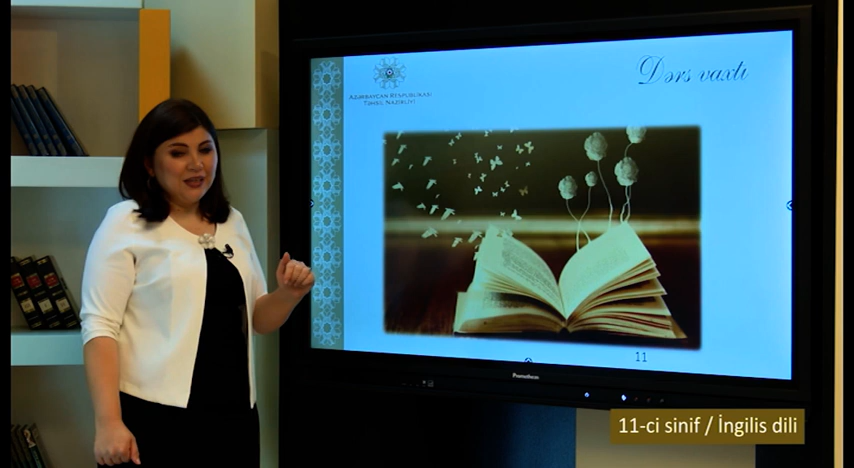 Dərs vaxtı
AZƏRBAYCAN RESPUBLİKASI
TƏHSİL NAZİRLİYİ
11
Promethean
11-ci sinif / İngilis dili